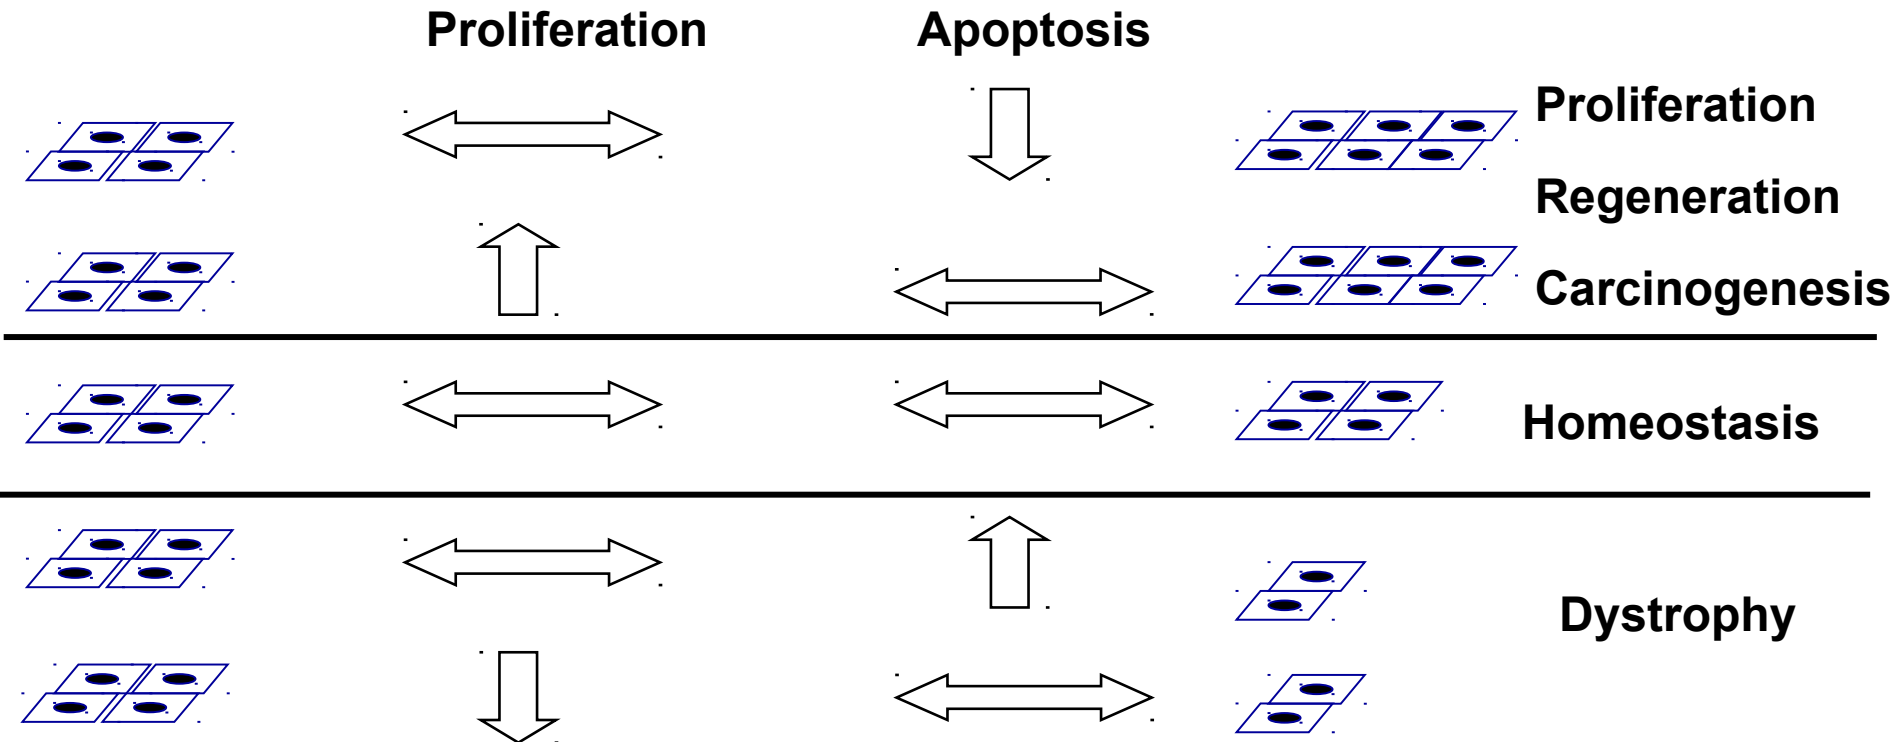 Proliferation Apoptosis
Proliferation
Regeneration
Carcinogenesis
Homeostasis
Dystrophy